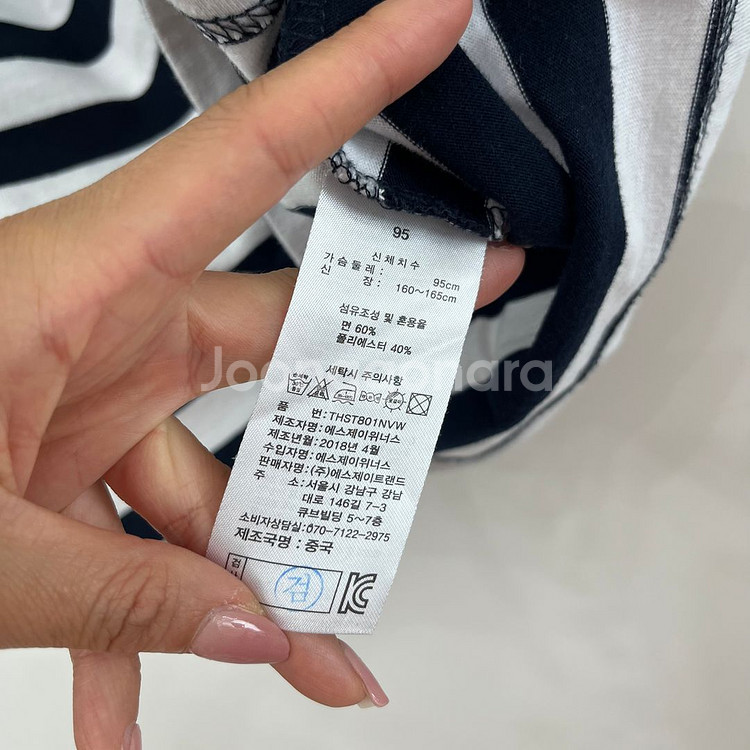 95
신체치수
가슴둘레: 95cm
신 장: 160~165cm
섬유조성 및 혼용율
면 60%
폴리에스터 40%
세탁시 주의사항
품 번:THST801NVW
제조자명:에스제이위너스
제조년월:2018년 4월
수입자명:에스제이위너스
판매자명:(주)에스제이트랜드
주 소:서울시 강남구 강남
대로 146길 7-3
큐브빌딩 5~7층
소비자상담실:070-7122-2975
제조국명 : 중국
검